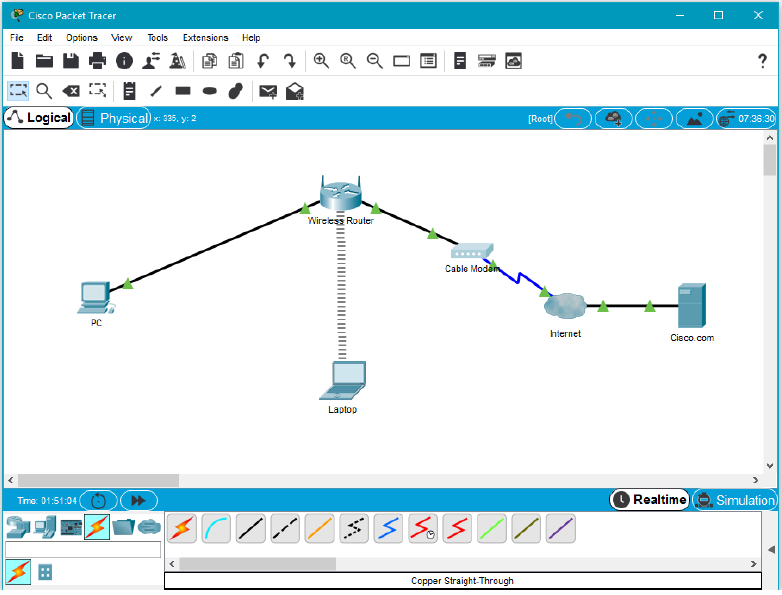 Cisco Packet Tracer
File Edit Options View Tools Extensions Help
Logical Physical x: 335, y: 2 [Root] 07:36:30
Wireless Router
Cable Modem
PC
Internet
Cisco.com
Laptop
Time: 01:51:04 Realtime Simulation
Copper Straight-Through